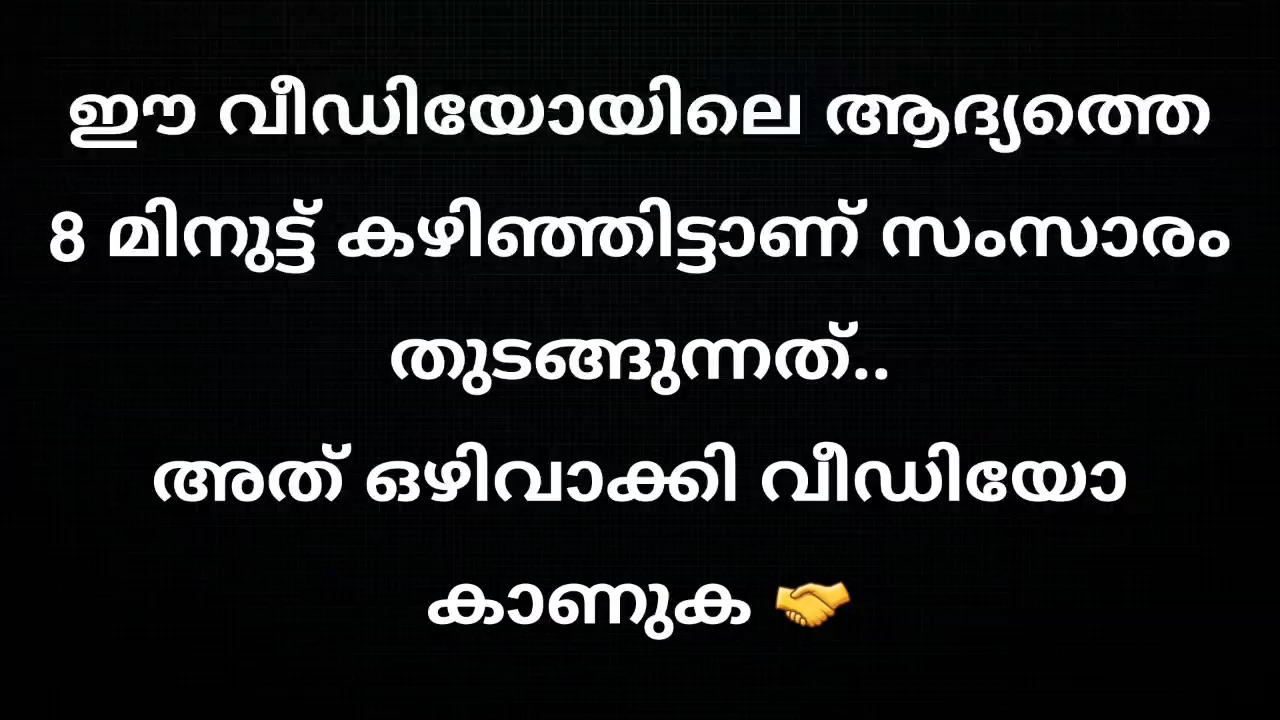 ഈ വീഡിയോയിലെ ആദ്യത്തെ
8 മിനുട്ട് കഴിഞ്ഞിട്ടാണ് സംസാരം
തുടങ്ങുന്നത്..
അത് ഒഴിവാക്കി വീഡിയോ
കാണുക 🤝